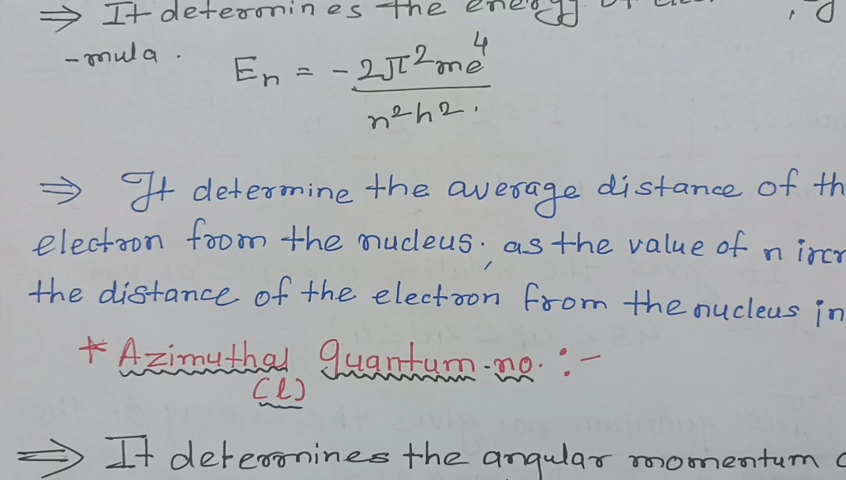 ⇒ It determines the energy of
-mula.
En = - 2π²me⁴ / n²h².
⇒ It determine the average distance of th
electron from the nucleus. as the value of n incr
the distance of the electron from the nucleus in
* Azimuthal quantum.no. :-
(l)
⇒ It determines the angular momentum